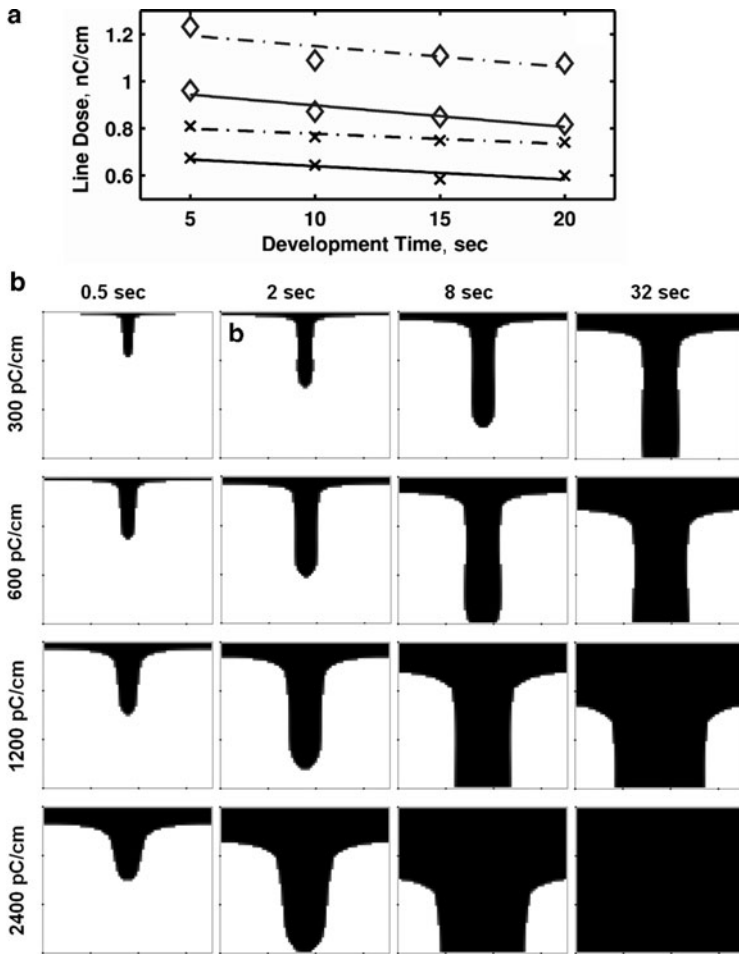 a
Line Dose, nC/cm
1.2
1
0.8
0.6
5 10 15 20
Development Time, sec
b
0.5 sec 2 sec 8 sec 32 sec
b
300 pC/cm
600 pC/cm
1200 pC/cm
2400 pC/cm